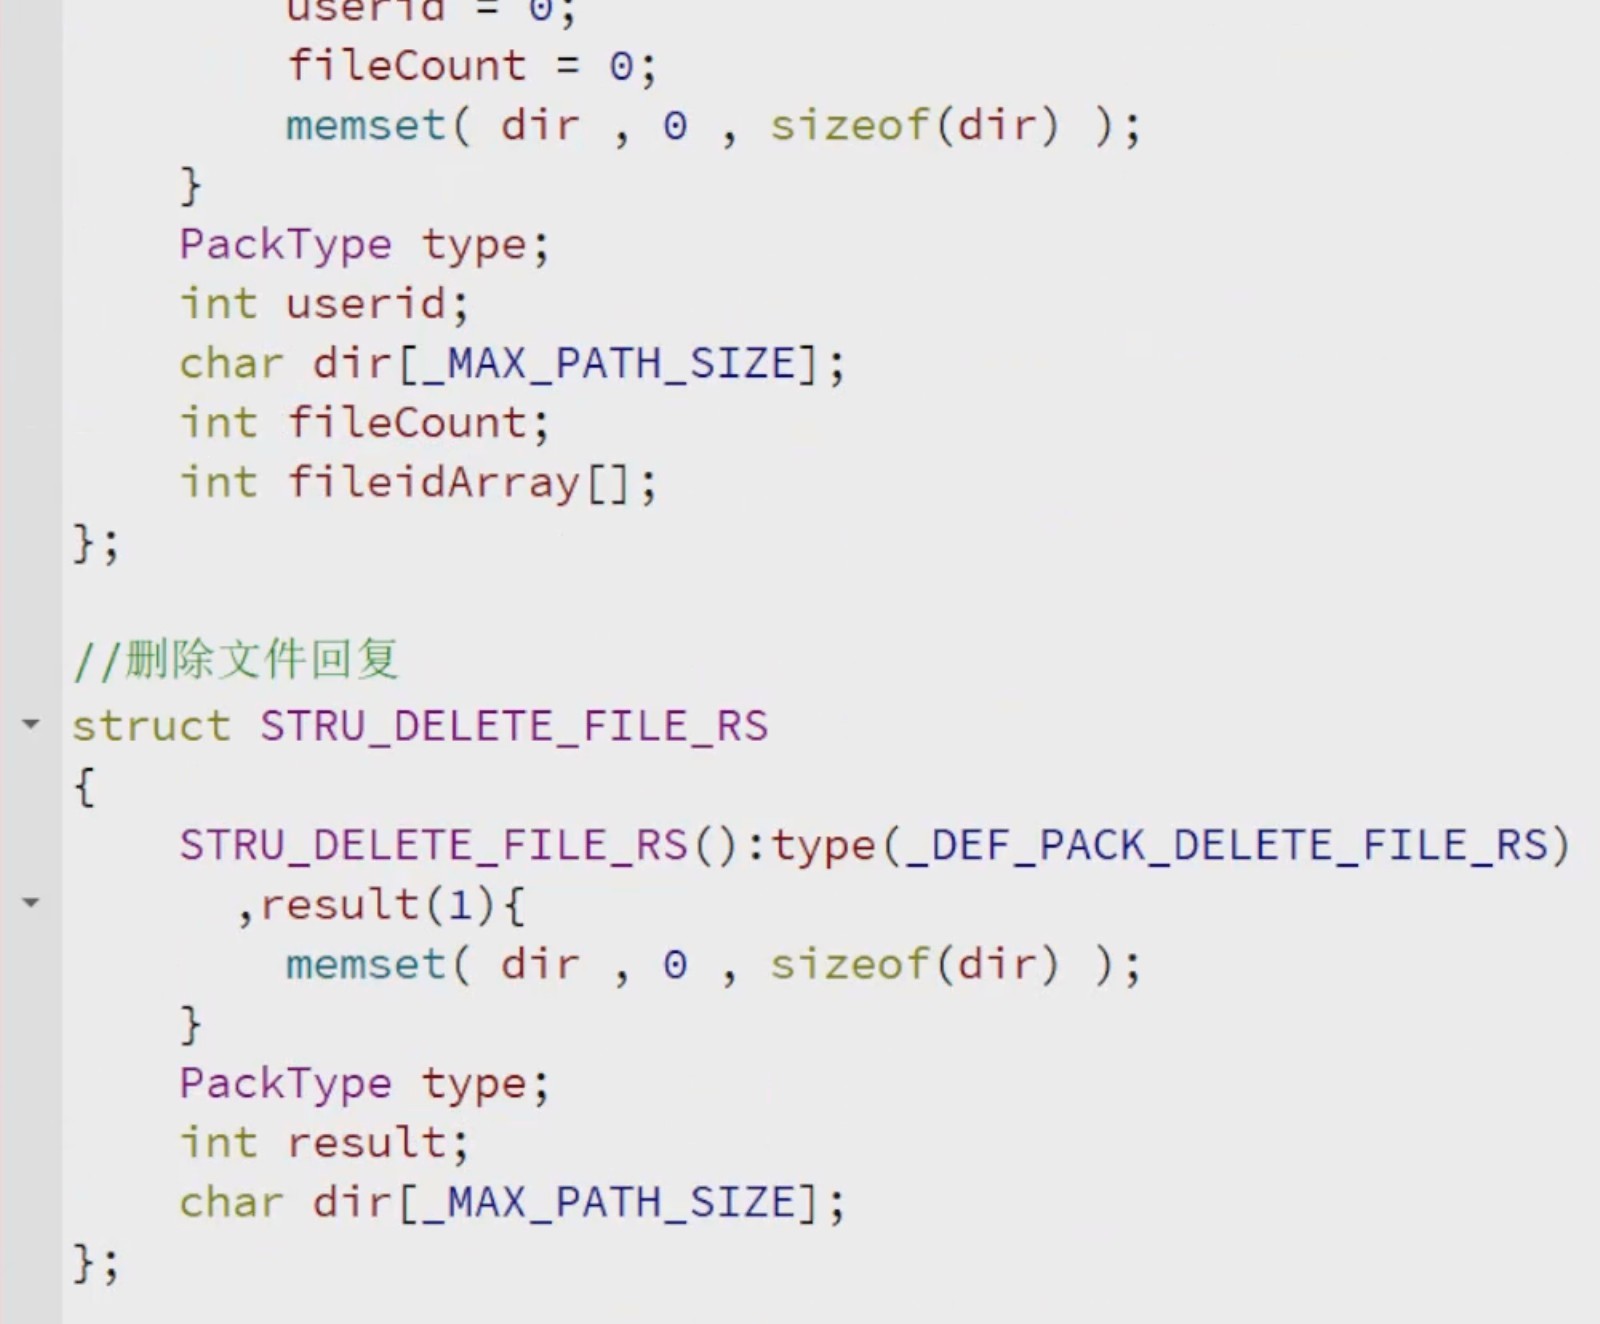 userid = 0;
fileCount = 0;
memset( dir , 0 , sizeof(dir) );
}
PackType type;
int userid;
char dir[_MAX_PATH_SIZE];
int fileCount;
int fileidArray[];
};
//删除文件回复
struct STRU_DELETE_FILE_RS
{
STRU_DELETE_FILE_RS():type(_DEF_PACK_DELETE_FILE_RS)
,result(1){
memset( dir , 0 , sizeof(dir) );
}
PackType type;
int result;
char dir[_MAX_PATH_SIZE];
};